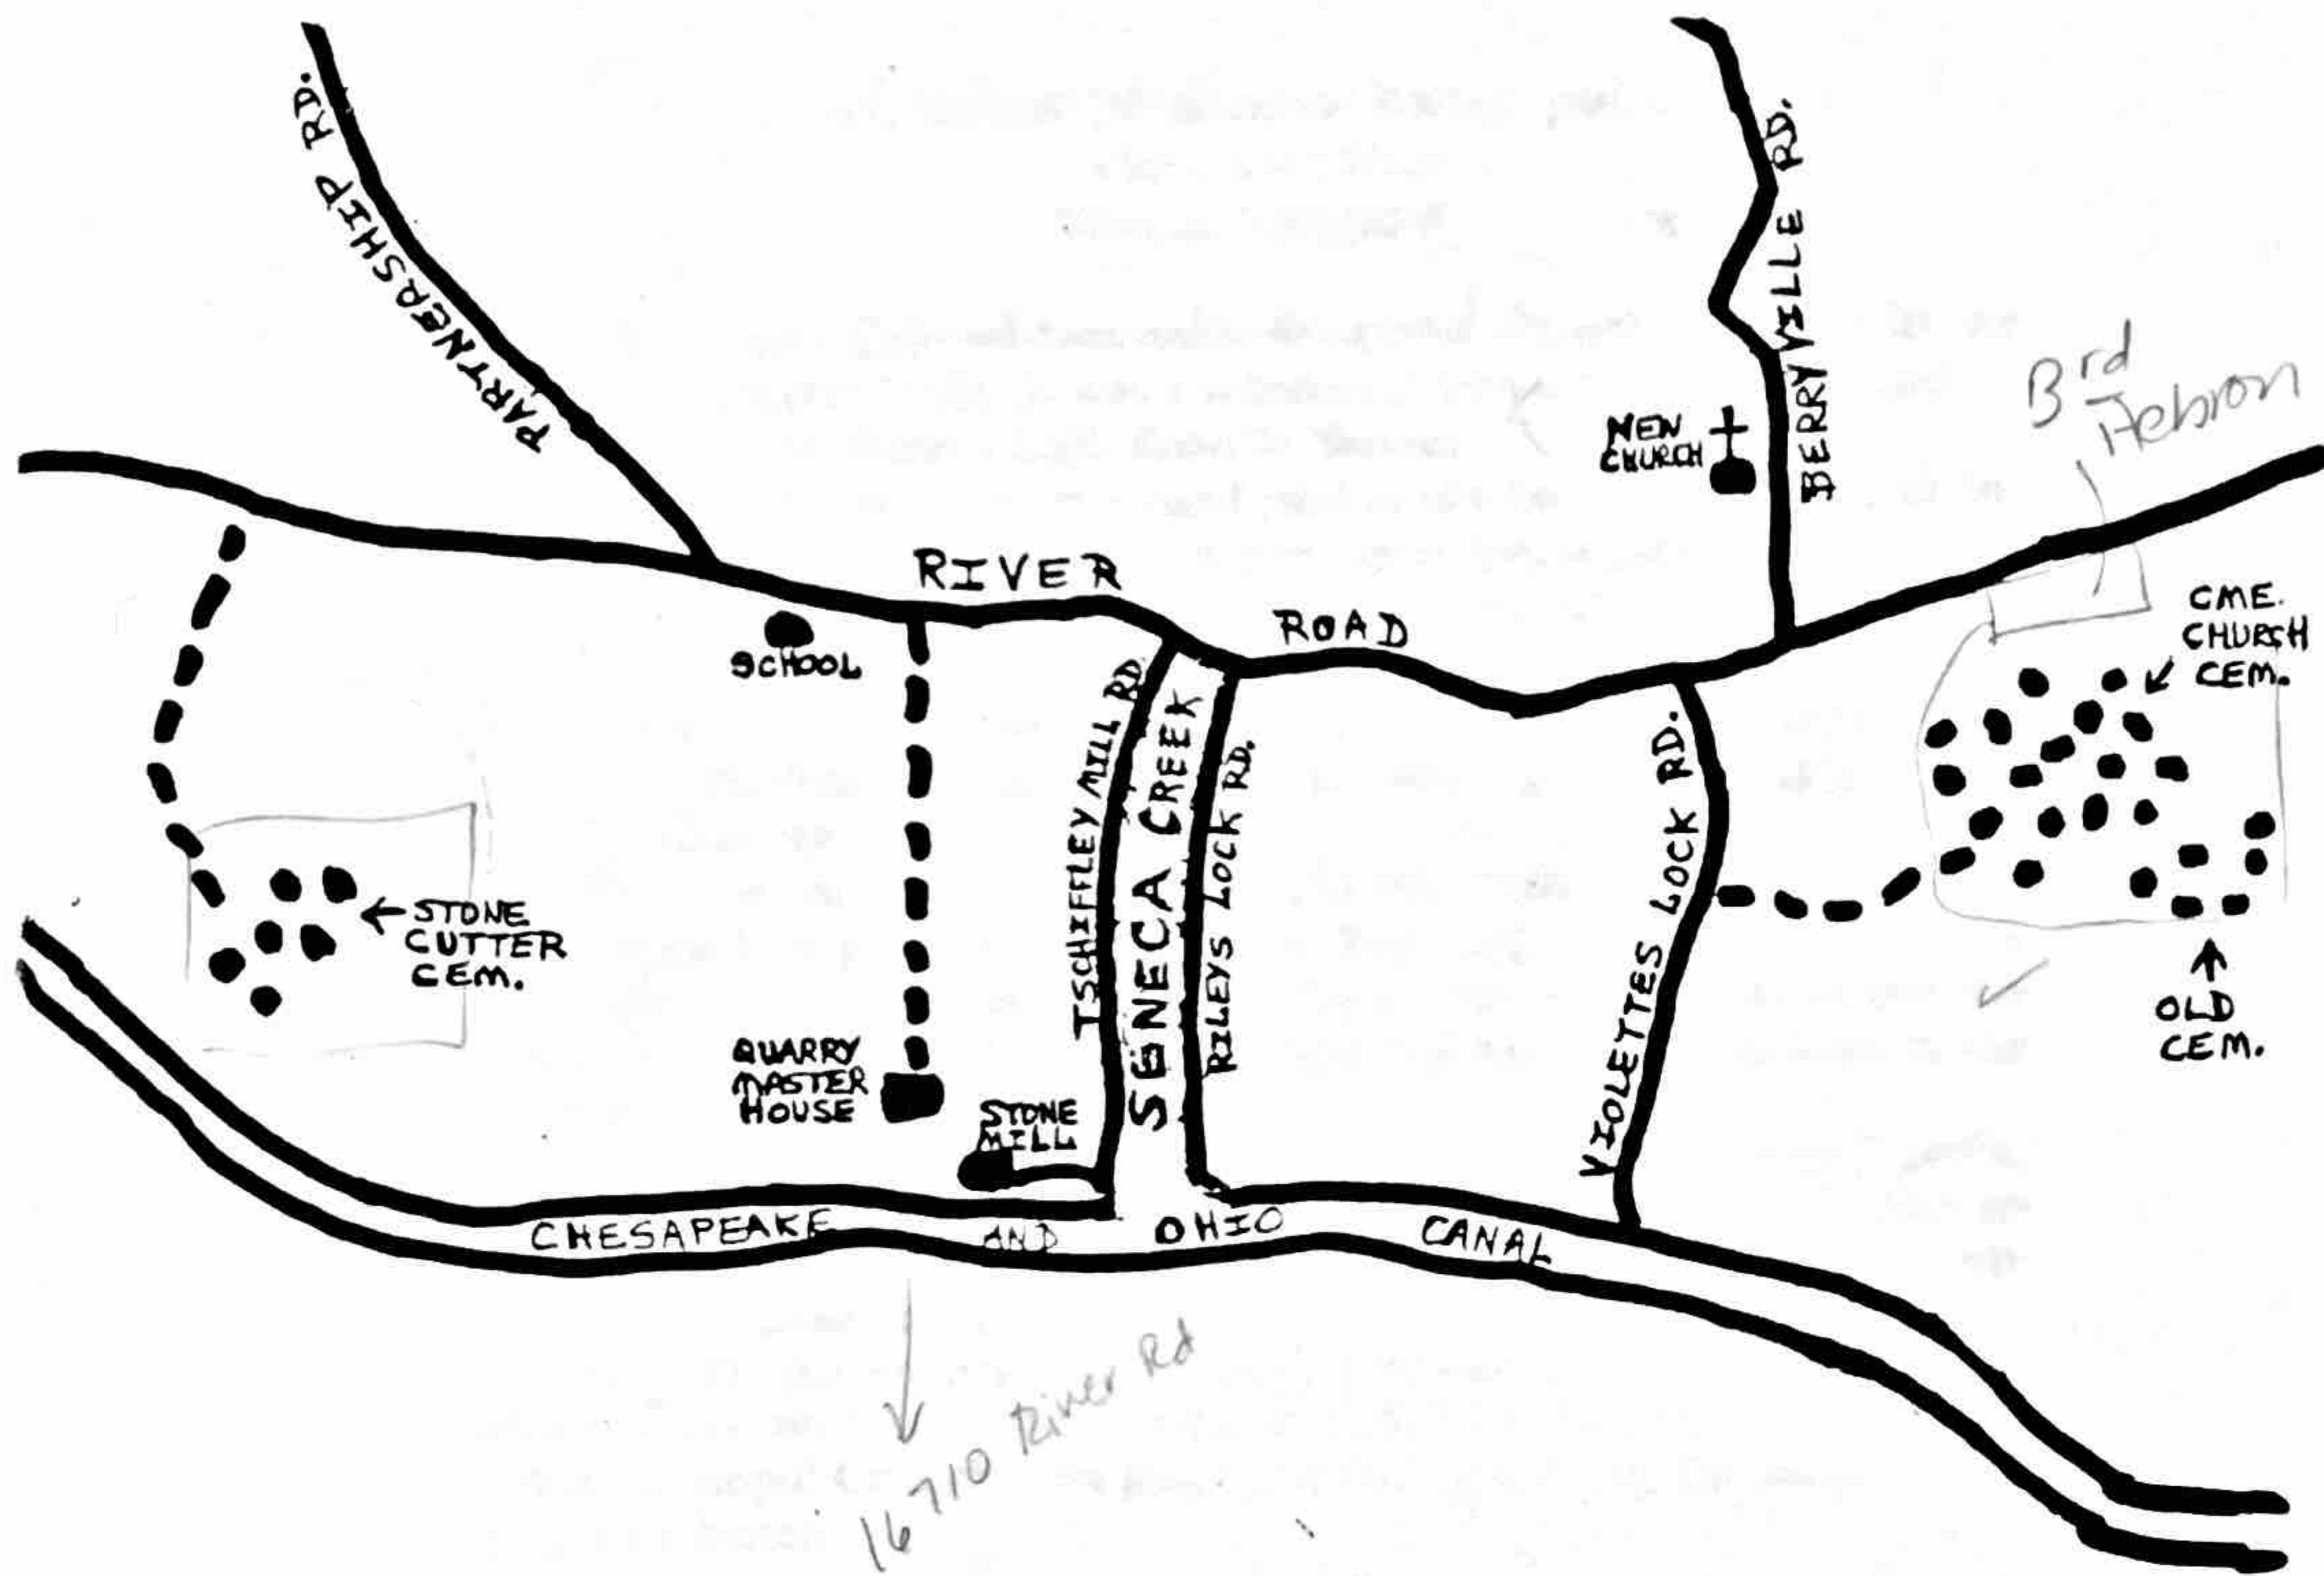 PARTNERSHIP RD.
BERRYVILLE RD.
NEW
CHURCH
Hebron
RIVER ROAD
SCHOOL
CME.
CHURCH
CEM.
TSCHIFFLEY MILL RD.
SENECA CREEK
RILEYS LOCK RD.
VIOLETTES LOCK RD.
STONE
CUTTER
CEM.
OLD
CEM.
QUARRY
MASTER
HOUSE
STONE
MILL
CHESAPEAKE AND OHIO CANAL
16710 River Rd